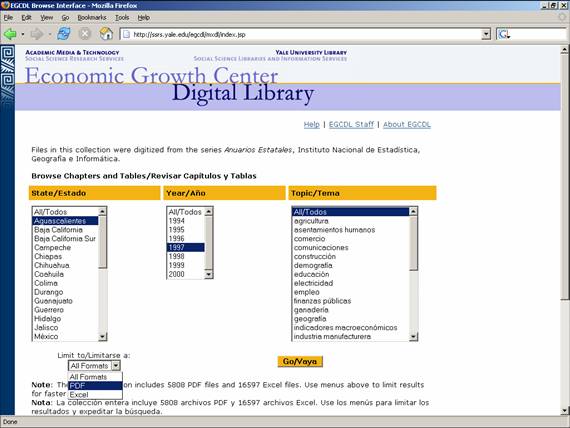 EGCDL Browse Interface - Mozilla Firefox
File Edit View Go Bookmarks Tools Help
http://ssrs.yale.edu/egcdl/mxdl/index.jsp
ACADEMIC MEDIA & TECHNOLOGY YALE UNIVERSITY LIBRARY
SOCIAL SCIENCE RESEARCH SERVICES SOCIAL SCIENCE LIBRARIES AND INFORMATION SERVICES
Economic Growth Center
Digital Library
Help | EGCDL Staff | About EGCDL
Files in this collection were digitized from the series Anuarios Estatales, Instituto Nacional de Estadística,
Geografia e Informática.
Browse Chapters and Tables/Revisar Capítulos y Tablas
State/Estado Year/Año Topic/Tema
All/Todos All/Todos All/Todos
Aguascalientes 1994 agricultura
Baja California 1995 asentamientos humanos
Baja California Sur 1996 comercio
Campeche 1997 comunicaciones
Chiapas 1998 construcción
Chihuahua 1999 demografía
Coahuila 2000 educación
Colima electricidad
Durango empleo
Guanajuato finanzas públicas
Guerrero ganadería
Hidalgo geografía
Jalisco indicadores macroeconómicos
México industria manufacturera
Limit to/Limitarse a:
All Formats Go/Vaya
All Formats
PDF
Excel
Note: The on includes 5808 PDF files and 16597 Excel files. Use menus above to limit results
for faster
Nota: La colección entera incluye 5808 archivos PDF y 16597 archivos Excel. Use los menús para limitar los
resultados y expeditar la búsqueda.
Done